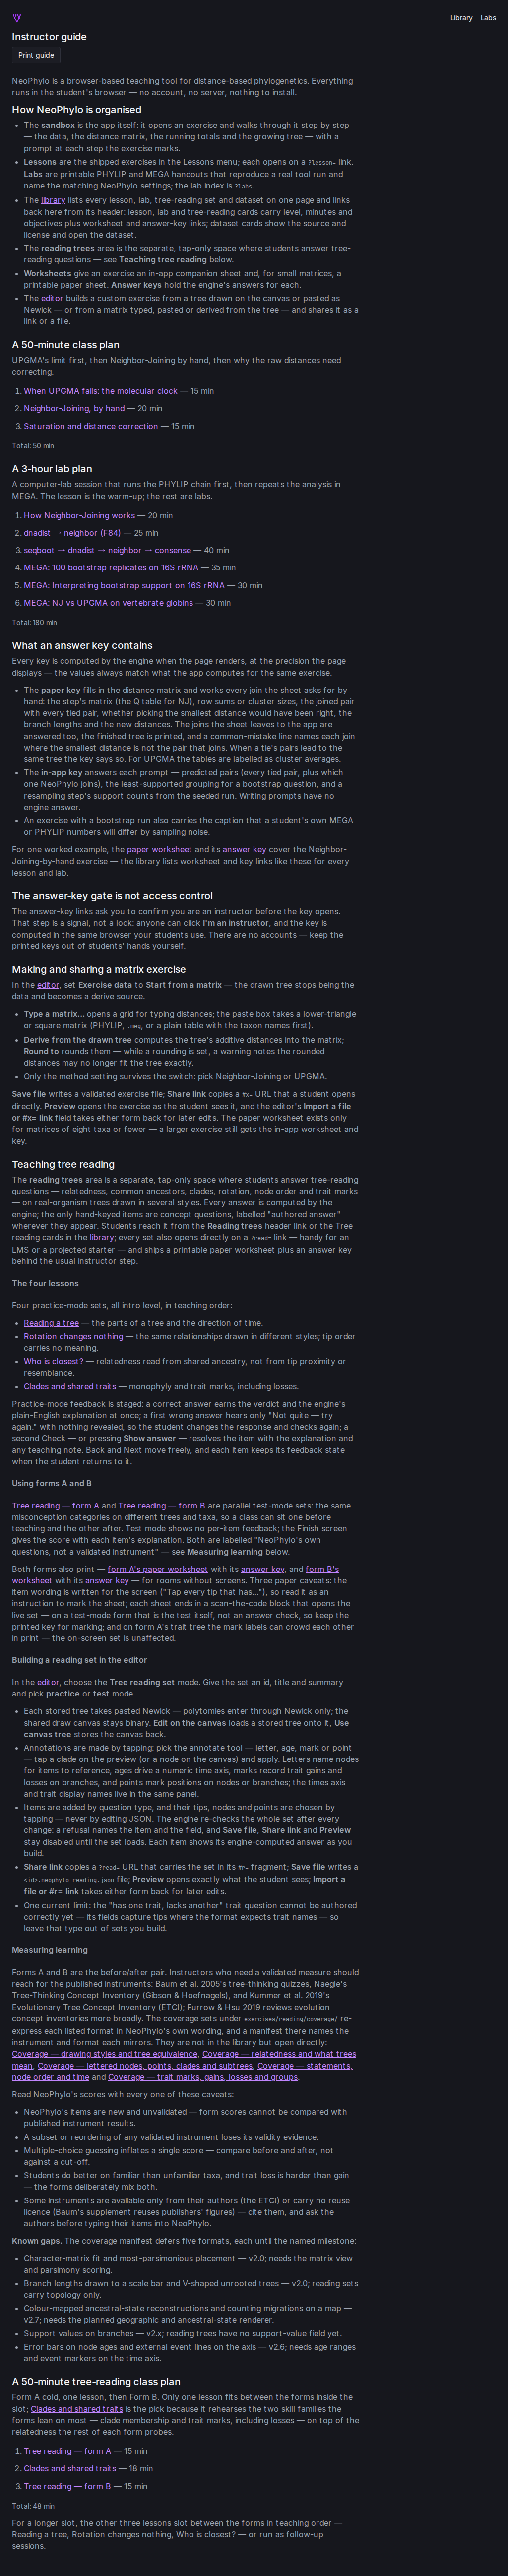 Library Labs
Instructor guide
Print guide
NeoPhylo is a browser-based teaching tool for distance-based phylogenetics. Everything
runs in the student's browser — no account, no server, nothing to install.
How NeoPhylo is organised
• The sandbox is the app itself: it opens an exercise and walks through it step by step
— the data, the distance matrix, the running totals and the growing tree — with a
prompt at each step the exercise marks.
• Lessons are the shipped exercises in the Lessons menu; each opens on a ?lesson= link.
Labs are printable PHYLIP and MEGA handouts that reproduce a real tool run and
name the matching NeoPhylo settings; the lab index is ?labs.
• The library lists every lesson, lab, tree-reading set and dataset on one page and links
back here from its header: lesson, lab and tree-reading cards carry level, minutes and
objectives plus worksheet and answer-key links; dataset cards show the source and
license and open the dataset.
• The reading trees area is the separate, tap-only space where students answer tree-
reading questions — see Teaching tree reading below.
• Worksheets give an exercise an in-app companion sheet and, for small matrices, a
printable paper sheet. Answer keys hold the engine's answers for each.
• The editor builds a custom exercise from a tree drawn on the canvas or pasted as
Newick — or from a matrix typed, pasted or derived from the tree — and shares it as a
link or a file.
A 50-minute class plan
UPGMA's limit first, then Neighbor-Joining by hand, then why the raw distances need
correcting.
1. When UPGMA fails: the molecular clock — 15 min
2. Neighbor-Joining, by hand — 20 min
3. Saturation and distance correction — 15 min
Total: 50 min
A 3-hour lab plan
A computer-lab session that runs the PHYLIP chain first, then repeats the analysis in
MEGA. The lesson is the warm-up; the rest are labs.
1. How Neighbor-Joining works — 20 min
2. dnadist → neighbor (F84) — 25 min
3. seqboot → dnadist → neighbor → consense — 40 min
4. MEGA: 100 bootstrap replicates on 16S rRNA — 35 min
5. MEGA: Interpreting bootstrap support on 16S rRNA — 30 min
6. MEGA: NJ vs UPGMA on vertebrate globins — 30 min
Total: 180 min
What an answer key contains
Every key is computed by the engine when the page renders, at the precision the page
displays — the values always match what the app computes for the same exercise.
• The paper key fills in the distance matrix and works every join the sheet asks for by
hand: the step's matrix (the Q table for NJ), row sums or cluster sizes, the joined pair
with every tied pair, whether picking the smallest distance would have been right, the
branch lengths and the new distances. The joins the sheet leaves to the app are
answered too, the finished tree is printed, and a common-mistake line names each join
where the smallest distance is not the pair that joins. When a tie's pairs lead to the
same tree the key says so. For UPGMA the tables are labelled as cluster averages.
• The in-app key answers each prompt — predicted pairs (every tied pair, plus which
one NeoPhylo joins), the least-supported grouping for a bootstrap question, and a
resampling step's support counts from the seeded run. Writing prompts have no
engine answer.
• An exercise with a bootstrap run also carries the caption that a student's own MEGA
or PHYLIP numbers will differ by sampling noise.
For one worked example, the paper worksheet and its answer key cover the Neighbor-
Joining-by-hand exercise — the library lists worksheet and key links like these for every
lesson and lab.
The answer-key gate is not access control
The answer-key links ask you to confirm you are an instructor before the key opens.
That step is a signal, not a lock: anyone can click I'm an instructor, and the key is
computed in the same browser your students use. There are no accounts — keep the
printed keys out of students' hands yourself.
Making and sharing a matrix exercise
In the editor, set Exercise data to Start from a matrix — the drawn tree stops being the
data and becomes a derive source.
• Type a matrix… opens a grid for typing distances; the paste box takes a lower-triangle
or square matrix (PHYLIP, .meg, or a plain table with the taxon names first).
• Derive from the drawn tree computes the tree's additive distances into the matrix;
Round to rounds them — while a rounding is set, a warning notes the rounded
distances may no longer fit the tree exactly.
• Only the method setting survives the switch: pick Neighbor-Joining or UPGMA.
Save file writes a validated exercise file; Share link copies a #x= URL that a student opens
directly. Preview opens the exercise as the student sees it, and the editor's Import a file
or #x= link field takes either form back for later edits. The paper worksheet exists only
for matrices of eight taxa or fewer — a larger exercise still gets the in-app worksheet and
key.
Teaching tree reading
The reading trees area is a separate, tap-only space where students answer tree-reading
questions — relatedness, common ancestors, clades, rotation, node order and trait marks
— on real-organism trees drawn in several styles. Every answer is computed by the
engine; the only hand-keyed items are concept questions, labelled "authored answer"
wherever they appear. Students reach it from the Reading trees header link or the Tree
reading cards in the library; every set also opens directly on a ?read= link — handy for an
LMS or a projected starter — and ships a printable paper worksheet plus an answer key
behind the usual instructor step.
The four lessons
Four practice-mode sets, all intro level, in teaching order:
• Reading a tree — the parts of a tree and the direction of time.
• Rotation changes nothing — the same relationships drawn in different styles; tip order
carries no meaning.
• Who is closest? — relatedness read from shared ancestry, not from tip proximity or
resemblance.
• Clades and shared traits — monophyly and trait marks, including losses.
Practice-mode feedback is staged: a correct answer earns the verdict and the engine's
plain-English explanation at once; a first wrong answer hears only "Not quite — try
again." with nothing revealed, so the student changes the response and checks again; a
second Check — or pressing Show answer — resolves the item with the explanation and
any teaching note. Back and Next move freely, and each item keeps its feedback state
when the student returns to it.
Using forms A and B
Tree reading — form A and Tree reading — form B are parallel test-mode sets: the same
misconception categories on different trees and taxa, so a class can sit one before
teaching and the other after. Test mode shows no per-item feedback; the Finish screen
gives the score with each item's explanation. Both are labelled "NeoPhylo's own
questions, not a validated instrument" — see Measuring learning below.
Both forms also print — form A's paper worksheet with its answer key, and form B's
worksheet with its answer key — for rooms without screens. Three paper caveats: the
item wording is written for the screen ("Tap every tip that has…"), so read it as an
instruction to mark the sheet; each sheet ends in a scan-the-code block that opens the
live set — on a test-mode form that is the test itself, not an answer check, so keep the
printed key for marking; and on form A's trait tree the mark labels can crowd each other
in print — the on-screen set is unaffected.
Building a reading set in the editor
In the editor, choose the Tree reading set mode. Give the set an id, title and summary
and pick practice or test mode.
• Each stored tree takes pasted Newick — polytomies enter through Newick only; the
shared draw canvas stays binary. Edit on the canvas loads a stored tree onto it, Use
canvas tree stores the canvas back.
• Annotations are made by tapping: pick the annotate tool — letter, age, mark or point
— tap a clade on the preview (or a node on the canvas) and apply. Letters name nodes
for items to reference, ages drive a numeric time axis, marks record trait gains and
losses on branches, and points mark positions on nodes or branches; the times axis
and trait display names live in the same panel.
• Items are added by question type, and their tips, nodes and points are chosen by
tapping — never by editing JSON. The engine re-checks the whole set after every
change: a refusal names the item and the field, and Save file, Share link and Preview
stay disabled until the set loads. Each item shows its engine-computed answer as you
build.
• Share link copies a ?read= URL that carries the set in its #r= fragment; Save file writes a
<id>.neophylo-reading.json file; Preview opens exactly what the student sees; Import a
file or #r= link takes either form back for later edits.
• One current limit: the "has one trait, lacks another" trait question cannot be authored
correctly yet — its fields capture tips where the format expects trait names — so
leave that type out of sets you build.
Measuring learning
Forms A and B are the before/after pair. Instructors who need a validated measure should
reach for the published instruments: Baum et al. 2005's tree-thinking quizzes, Naegle's
Tree-Thinking Concept Inventory (Gibson & Hoefnagels), and Kummer et al. 2019's
Evolutionary Tree Concept Inventory (ETCI); Furrow & Hsu 2019 reviews evolution
concept inventories more broadly. The coverage sets under exercises/reading/coverage/ re-
express each listed format in NeoPhylo's own wording, and a manifest there names the
instrument and format each mirrors. They are not in the library but open directly:
Coverage — drawing styles and tree equivalence, Coverage — relatedness and what trees
mean, Coverage — lettered nodes, points, clades and subtrees, Coverage — statements,
node order and time and Coverage — trait marks, gains, losses and groups.
Read NeoPhylo's scores with every one of these caveats:
• NeoPhylo's items are new and unvalidated — form scores cannot be compared with
published instrument results.
• A subset or reordering of any validated instrument loses its validity evidence.
• Multiple-choice guessing inflates a single score — compare before and after, not
against a cut-off.
• Students do better on familiar than unfamiliar taxa, and trait loss is harder than gain
— the forms deliberately mix both.
• Some instruments are available only from their authors (the ETCI) or carry no reuse
licence (Baum's supplement reuses publishers' figures) — cite them, and ask the
authors before typing their items into NeoPhylo.
Known gaps. The coverage manifest defers five formats, each until the named milestone:
• Character-matrix fit and most-parsimonious placement — v2.0; needs the matrix view
and parsimony scoring.
• Branch lengths drawn to a scale bar and V-shaped unrooted trees — v2.0; reading sets
carry topology only.
• Colour-mapped ancestral-state reconstructions and counting migrations on a map —
v2.7; needs the planned geographic and ancestral-state renderer.
• Support values on branches — v2.x; reading trees have no support-value field yet.
• Error bars on node ages and external event lines on the axis — v2.6; needs age ranges
and event markers on the time axis.
A 50-minute tree-reading class plan
Form A cold, one lesson, then Form B. Only one lesson fits between the forms inside the
slot; Clades and shared traits is the pick because it rehearses the two skill families the
forms lean on most — clade membership and trait marks, including losses — on top of the
relatedness the rest of each form probes.
1. Tree reading — form A — 15 min
2. Clades and shared traits — 18 min
3. Tree reading — form B — 15 min
Total: 48 min
For a longer slot, the other three lessons slot between the forms in teaching order —
Reading a tree, Rotation changes nothing, Who is closest? — or run as follow-up
sessions.